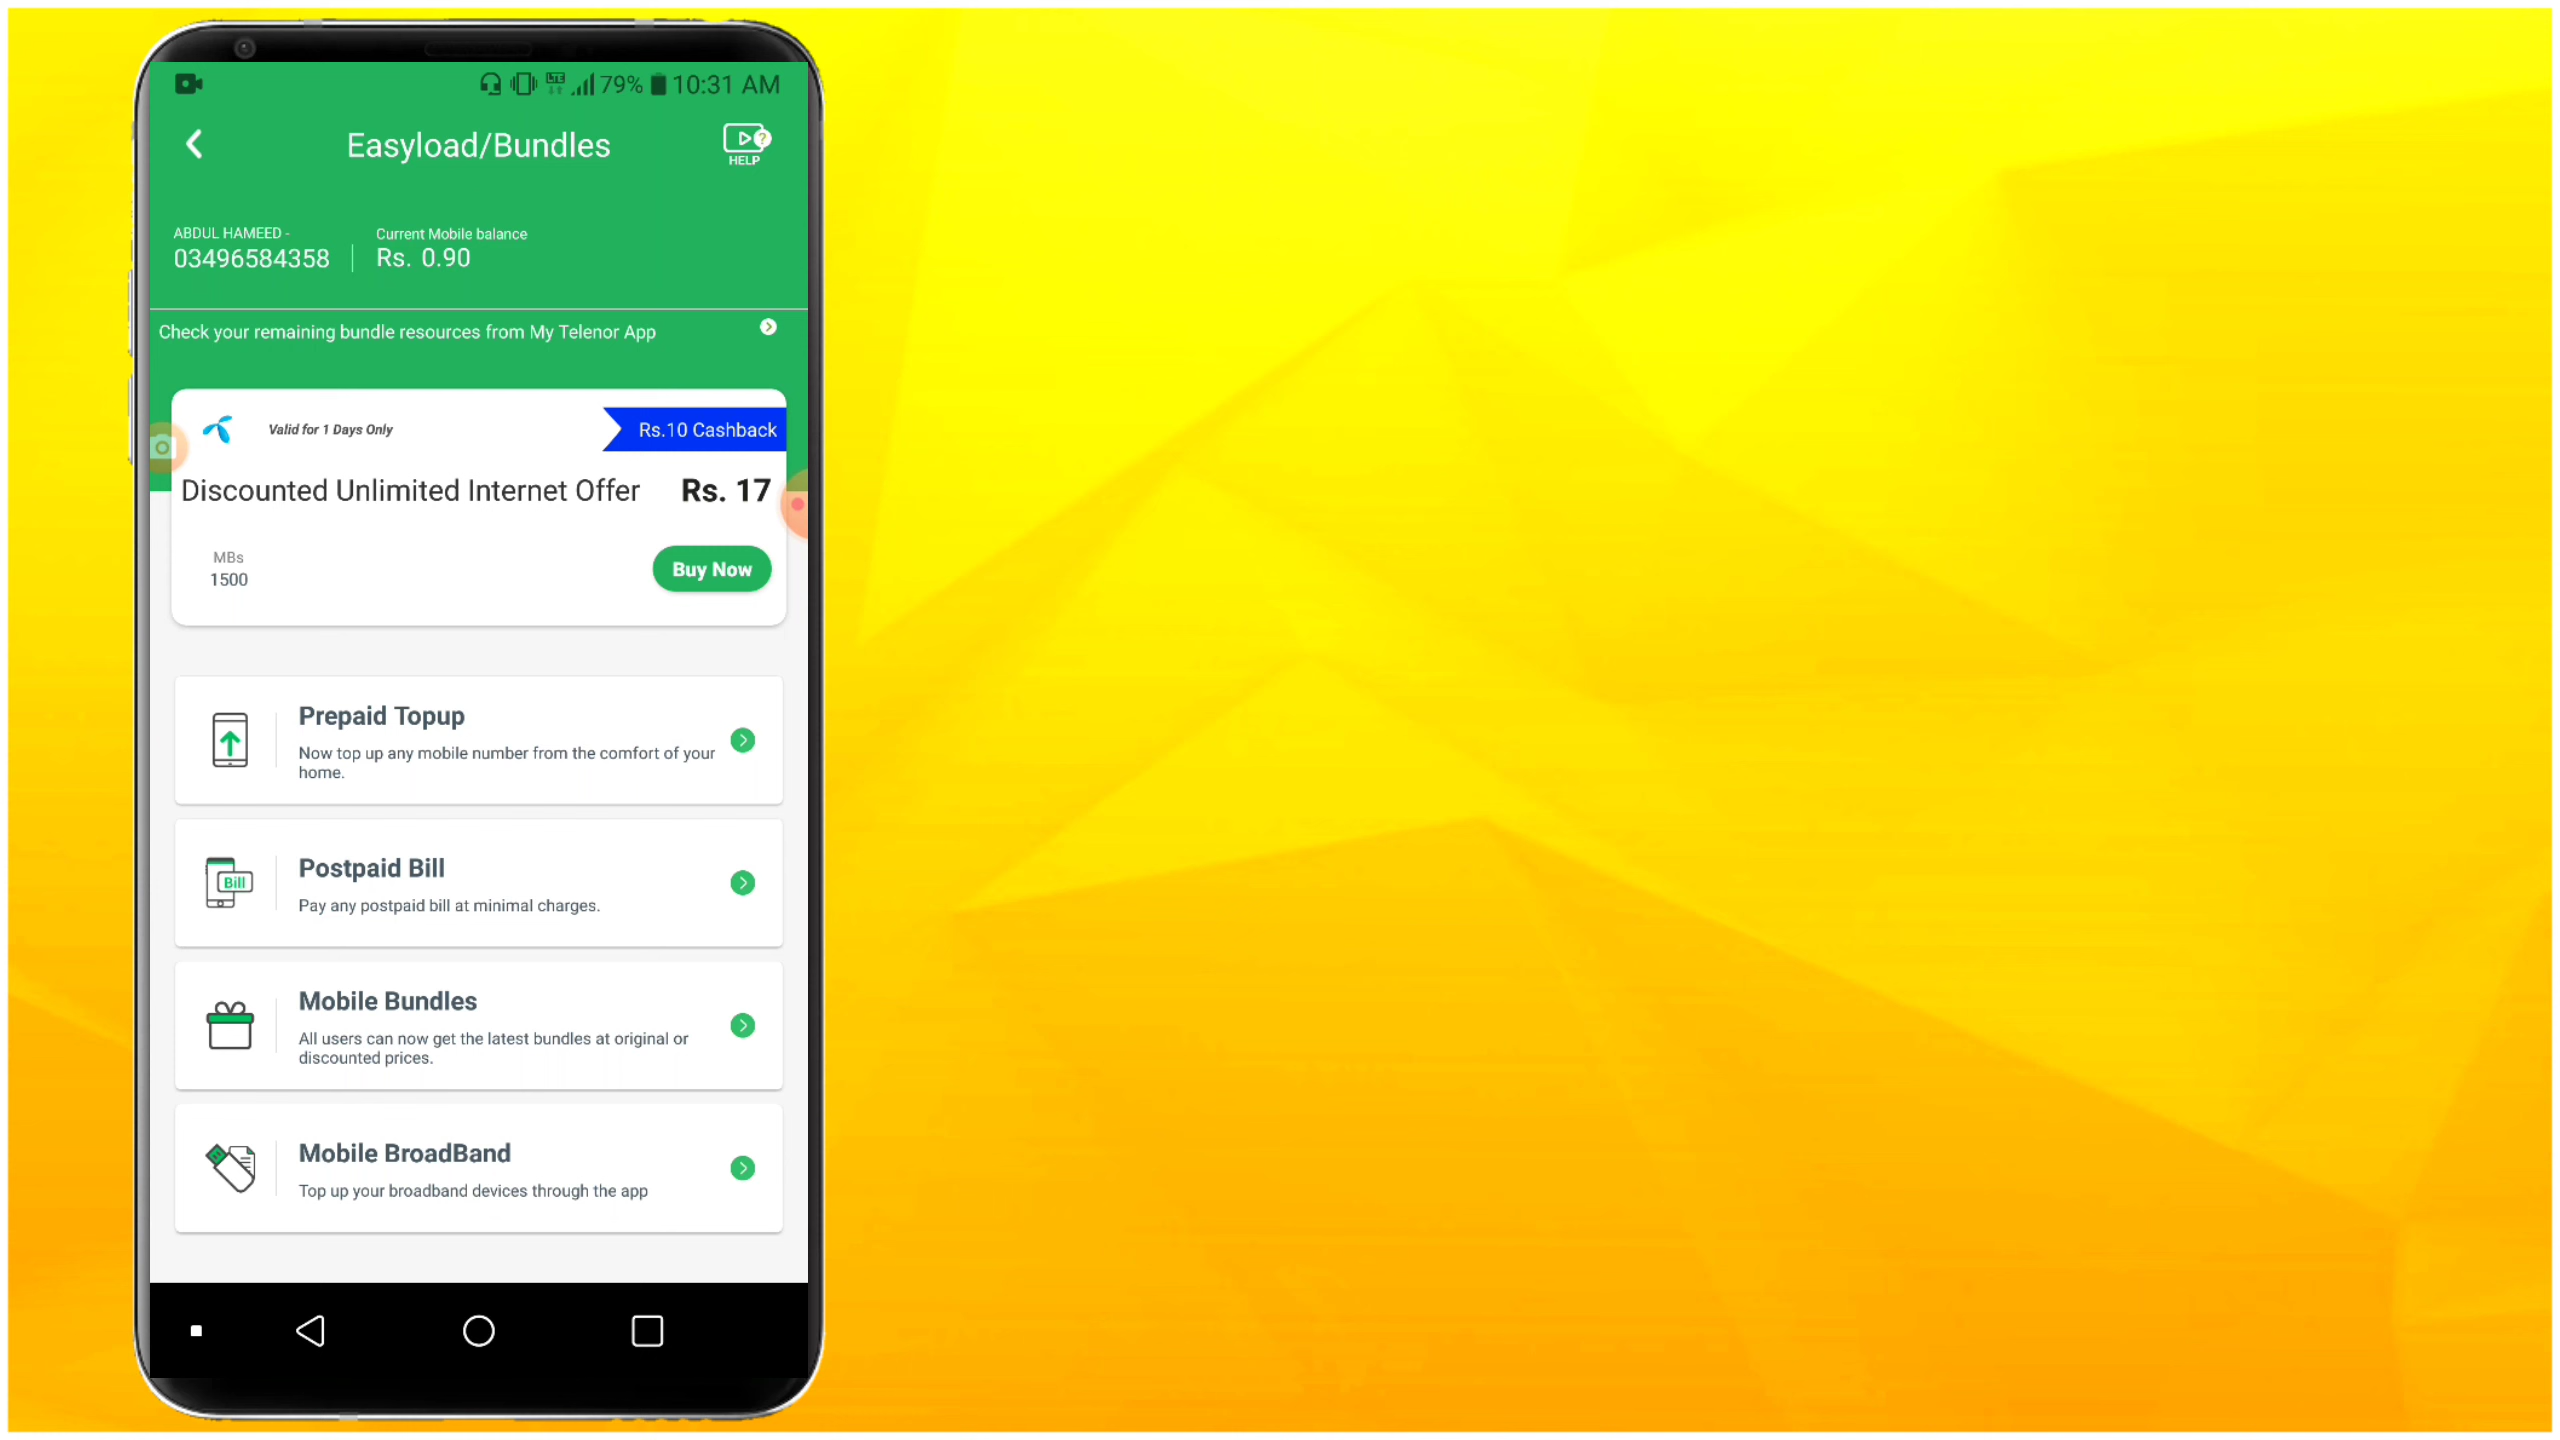 LTE 79% 10:31 AM
Easyload/Bundles
HELP
ABDUL HAMEED -
03496584358
Current Mobile balance
Rs. 0.90
Check your remaining bundle resources from My Telenor App
Valid for 1 Days Only
Rs.10 Cashback
Discounted Unlimited Internet Offer
Rs. 17
MBs
1500
Buy Now
Prepaid Topup
Now top up any mobile number from the comfort of your
home.
Bill
Postpaid Bill
Pay any postpaid bill at minimal charges.
Mobile Bundles
All users can now get the latest bundles at original or
discounted prices.
Mobile BroadBand
Top up your broadband devices through the app